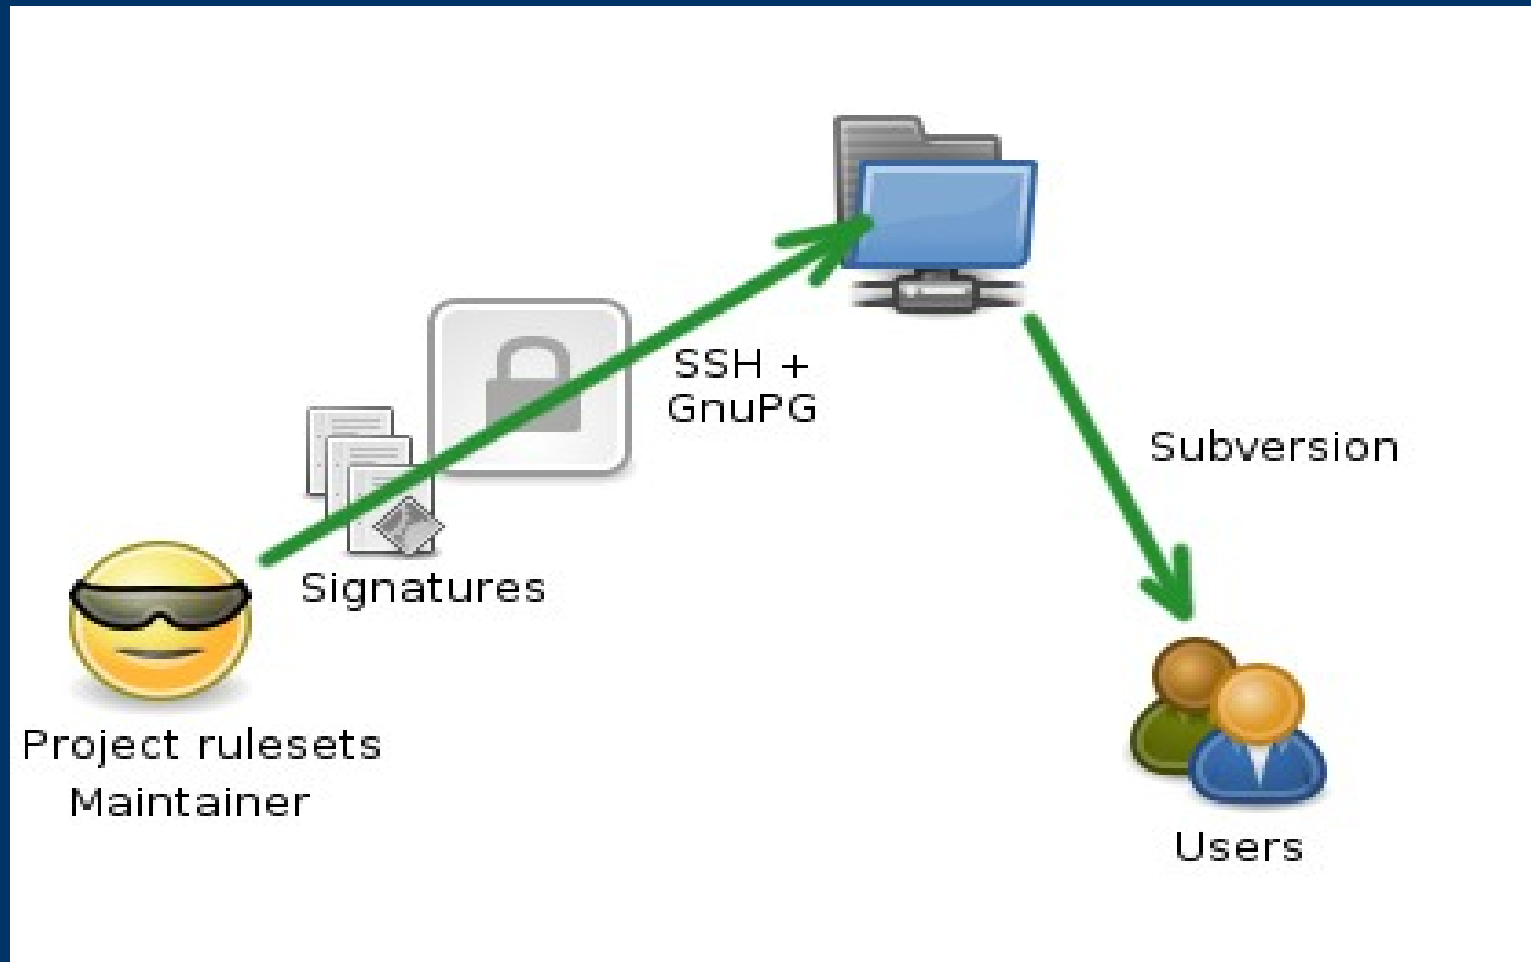 SSH +
GnuPG
Subversion
Signatures
Project rulesets
Maintainer
Users